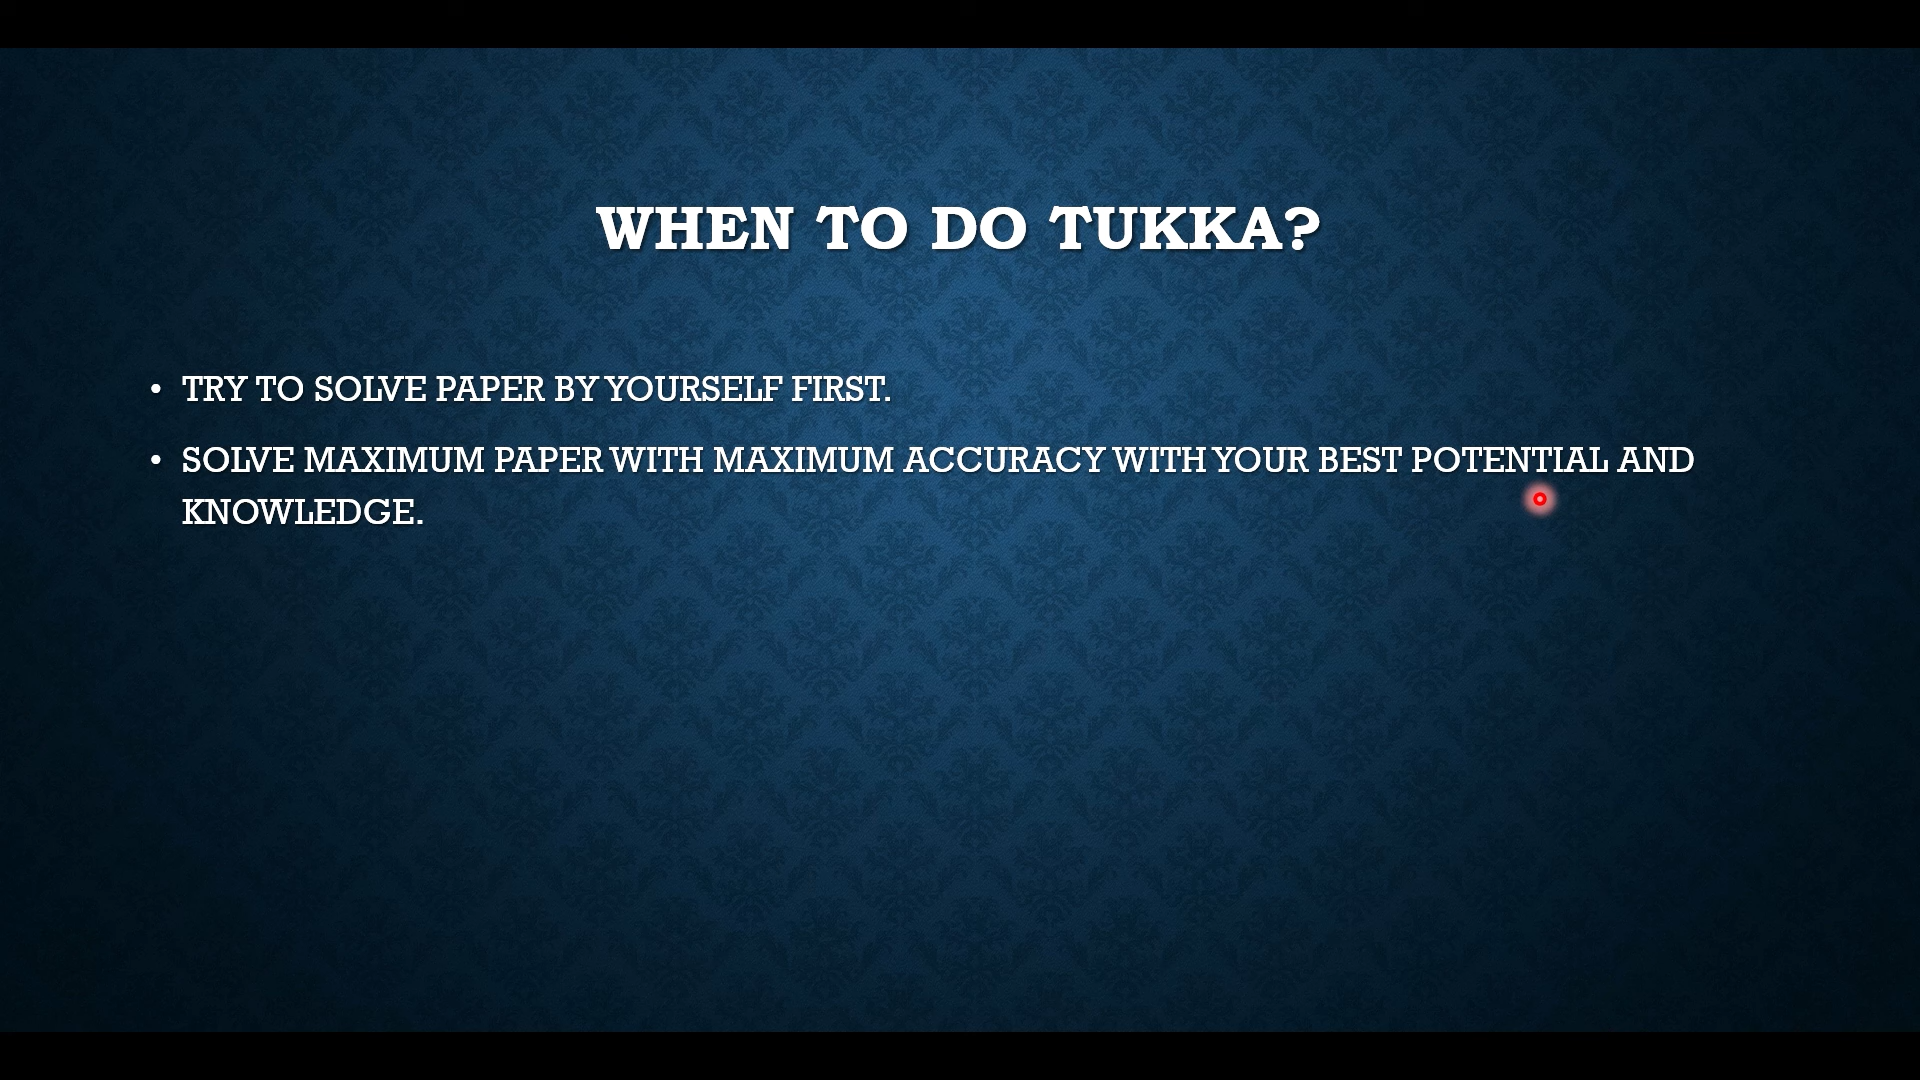 WHEN TO DO TUKKA?
• TRY TO SOLVE PAPER BY YOURSELF FIRST.
• SOLVE MAXIMUM PAPER WITH MAXIMUM ACCURACY WITH YOUR BEST POTENTIAL AND
KNOWLEDGE.